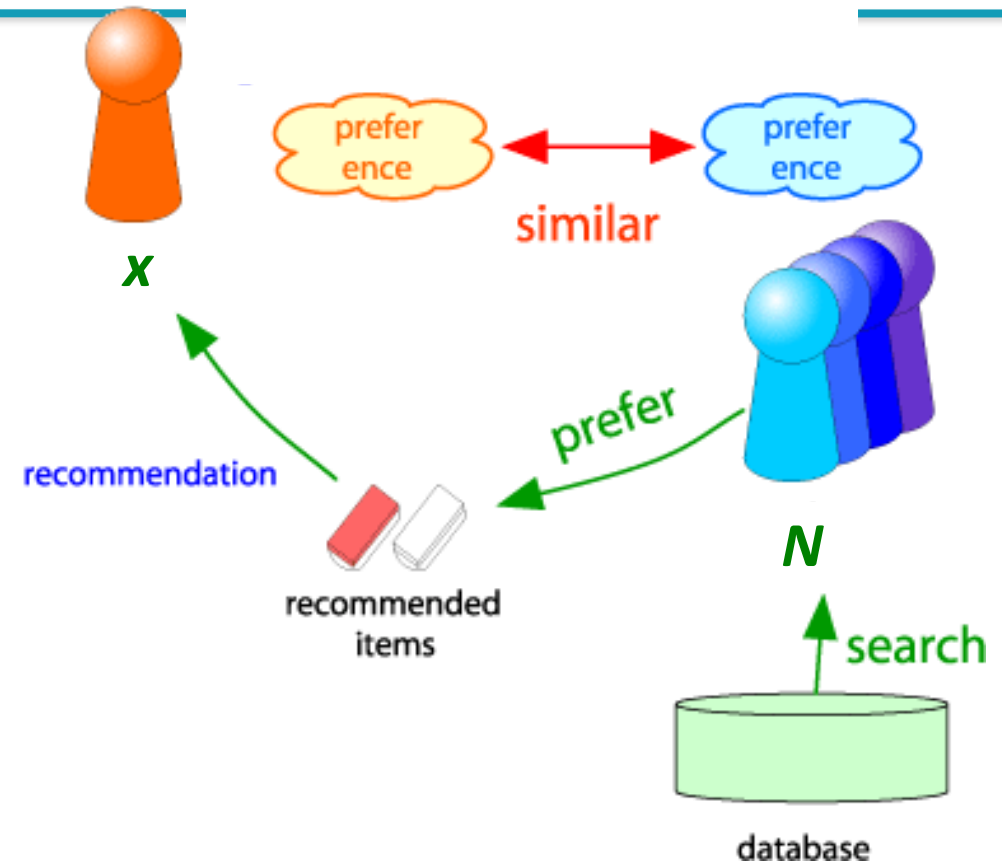 prefer
ence
prefer
ence
similar
x
prefer
recommendation
recommended
items
N
search
database